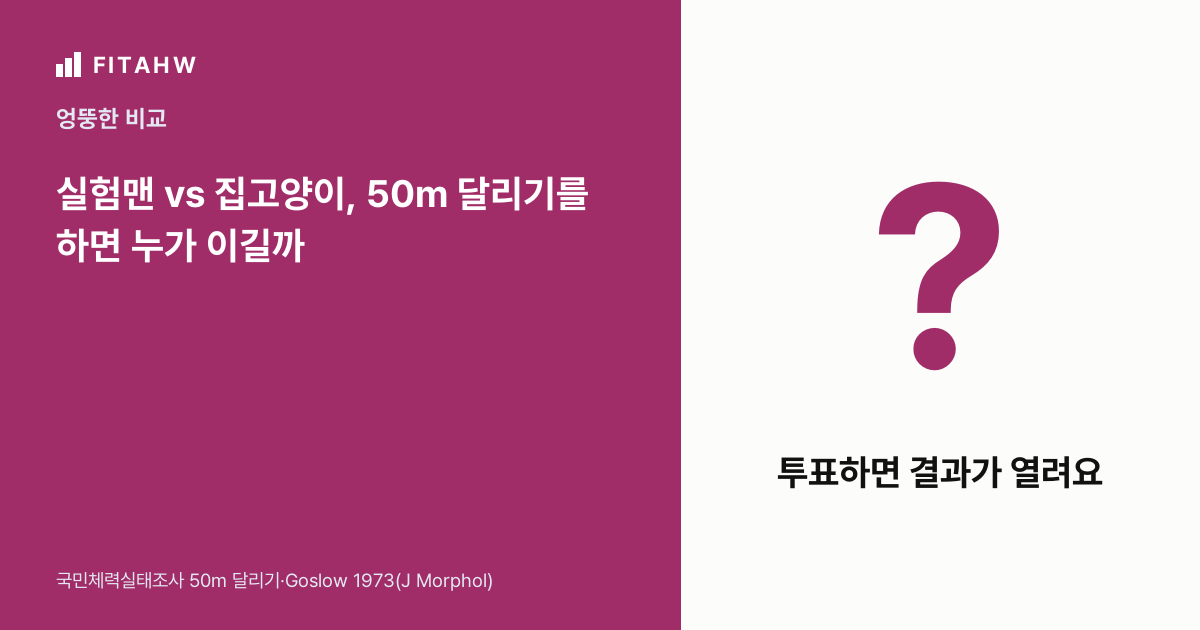 FITAHW
엉뚱한 비교
실험맨 vs 집고양이, 50m 달리기를
하면 누가 이길까
?
투표하면 결과가 열려요
국민체력실태조사 50m 달리기·Goslow 1973(J Morphol)